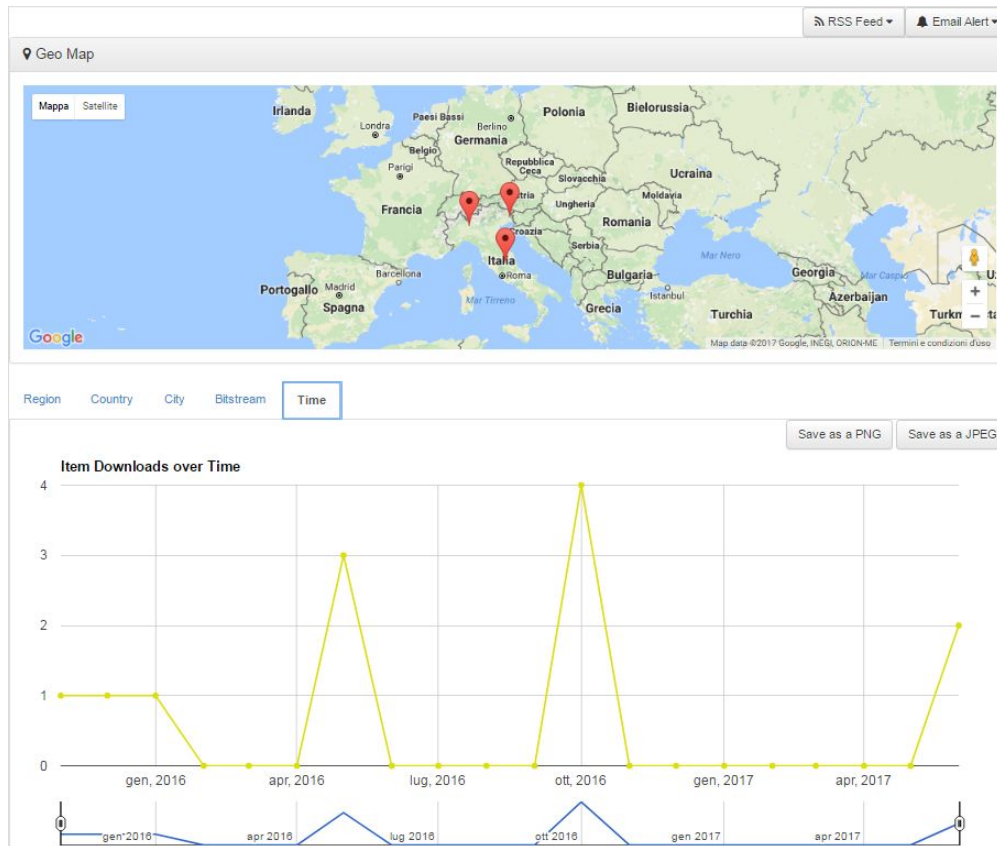 RSS Feed
Email Alert
Geo Map
Mappa Satellite
Irlanda
Londra
Paesi Bassi
Berlino
Polonia
Bielorussia
Germania
Belgio
Parigi
Repubblica
Ceca
Slovacchia
Ucraina
Francia
stria
Ungheria
Moldavia
Romania
Croazia
Serbia
Italia
Roma
Barcellona
Portogallo
Madrid
Spagna
Mar Tirreno
Bulgaria
Mar Nero
Georgia
Mar Caspio
Grecia
Istanbul
Turchia
Azerbaijan
Google
Map data ©2017 Google, INEGI, ORION-ME
Termini e condizioni d'uso
Region Country City Bitstream Time
Save as a PNG Save as a JPEG
Item Downloads over Time
4
3
2
1
0
gen, 2016 apr, 2016 lug, 2016 ott, 2016 gen, 2017 apr, 2017
gen 2016 apr 2016 lug 2016 ott 2016 gen 2017 apr 2017